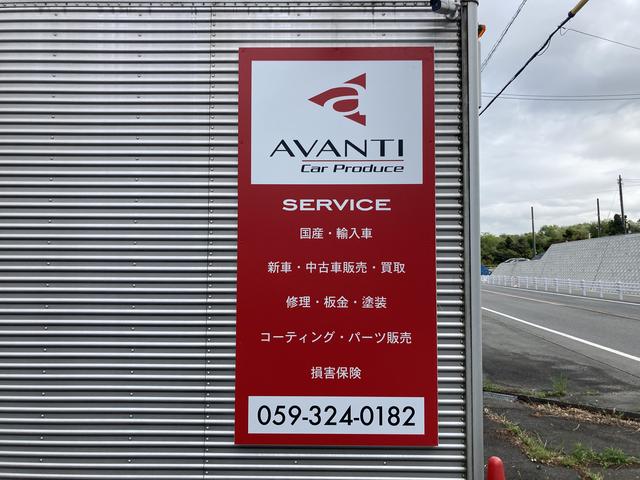 a
AVANTI
Car Produce
SERVICE
国産・輸入車
新車・中古車販売・買取
修理・板金・塗装
コーティング・パーツ販売
損害保険
059-324-0182